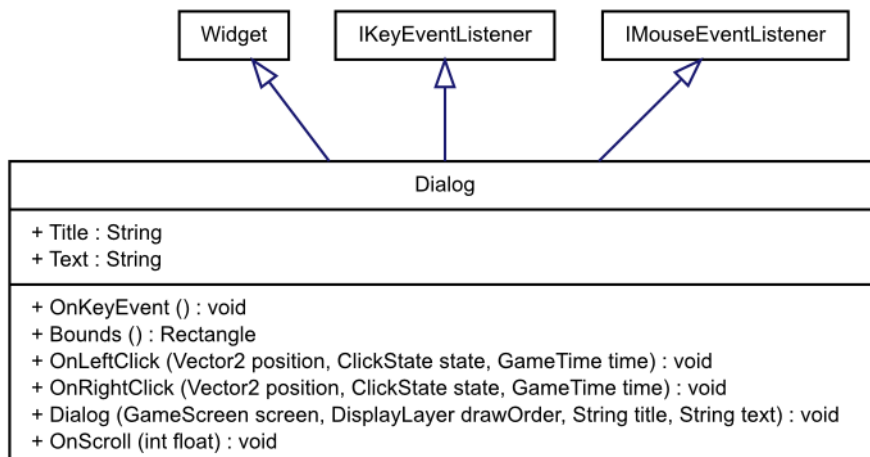 Widget
IKeyEventListener
IMouseEventListener
Dialog
+ Title : String
+ Text : String
+ OnKeyEvent () : void
+ Bounds () : Rectangle
+ OnLeftClick (Vector2 position, ClickState state, GameTime time) : void
+ OnRightClick (Vector2 position, ClickState state, GameTime time) : void
+ Dialog (GameScreen screen, DisplayLayer drawOrder, String title, String text) : void
+ OnScroll (int float) : void